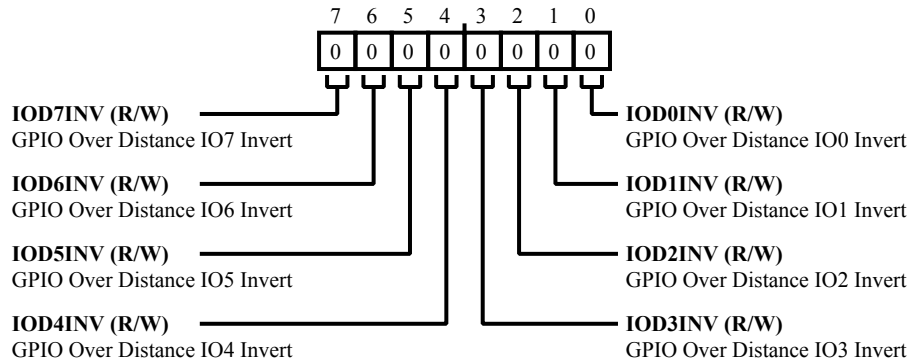 7 6 5 4 3 2 1 0
0 0 0 0 0 0 0 0
IOD7INV (R/W)
GPIO Over Distance IO7 Invert
IOD6INV (R/W)
GPIO Over Distance IO6 Invert
IOD5INV (R/W)
GPIO Over Distance IO5 Invert
IOD4INV (R/W)
GPIO Over Distance IO4 Invert
IOD0INV (R/W)
GPIO Over Distance IO0 Invert
IOD1INV (R/W)
GPIO Over Distance IO1 Invert
IOD2INV (R/W)
GPIO Over Distance IO2 Invert
IOD3INV (R/W)
GPIO Over Distance IO3 Invert